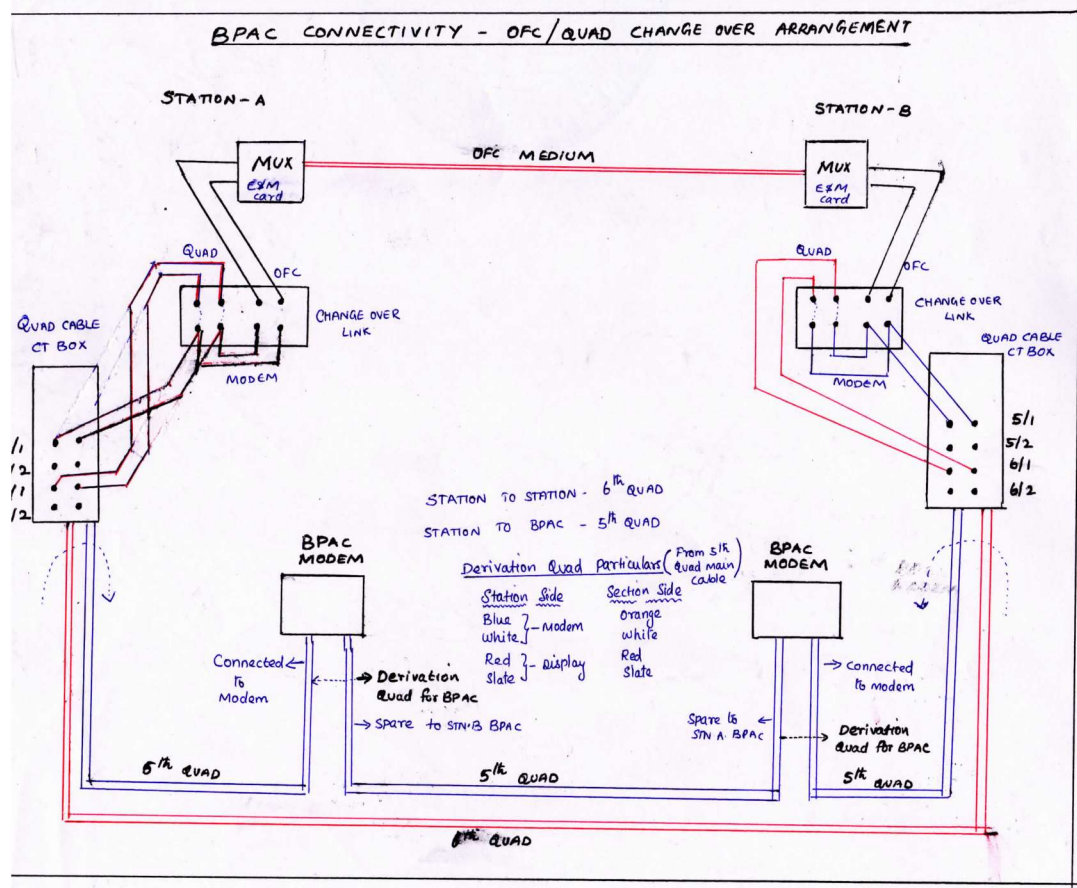 BPAC CONNECTIVITY - OFC/QUAD CHANGE OVER ARRANGEMENT
STATION-A
STATION-B
MUX
E&M
card
OFC MEDIUM
MUX
E&M
card
QUAD
OFC
QUAD
OFC
CHANGE OVER
LINK
CHANGE OVER
LINK
QUAD CABLE
CT BOX
QUAD CABLE
CT BOX
MODEM
MODEM
/1
/2
/1
/2
5/1
5/2
6/1
6/2
STATION TO STATION - 6th QUAD
STATION TO BPAC - 5th QUAD
BPAC
MODEM
BPAC
MODEM
Derivation Quad Particulars (From 5th
Quad main
cable)
Station Side
Section Side
Blue
White } - Modem
Orange
White
Red
Slate } - Display
Red
Slate
Connected
to
Modem
Derivation
Quad for BPAC
Spare to STN.B BPAC
Connected
to Modem
Spare to
STN A. BPAC
Derivation
Quad for BPAC
5th QUAD
5th QUAD
5th QUAD
QUAD